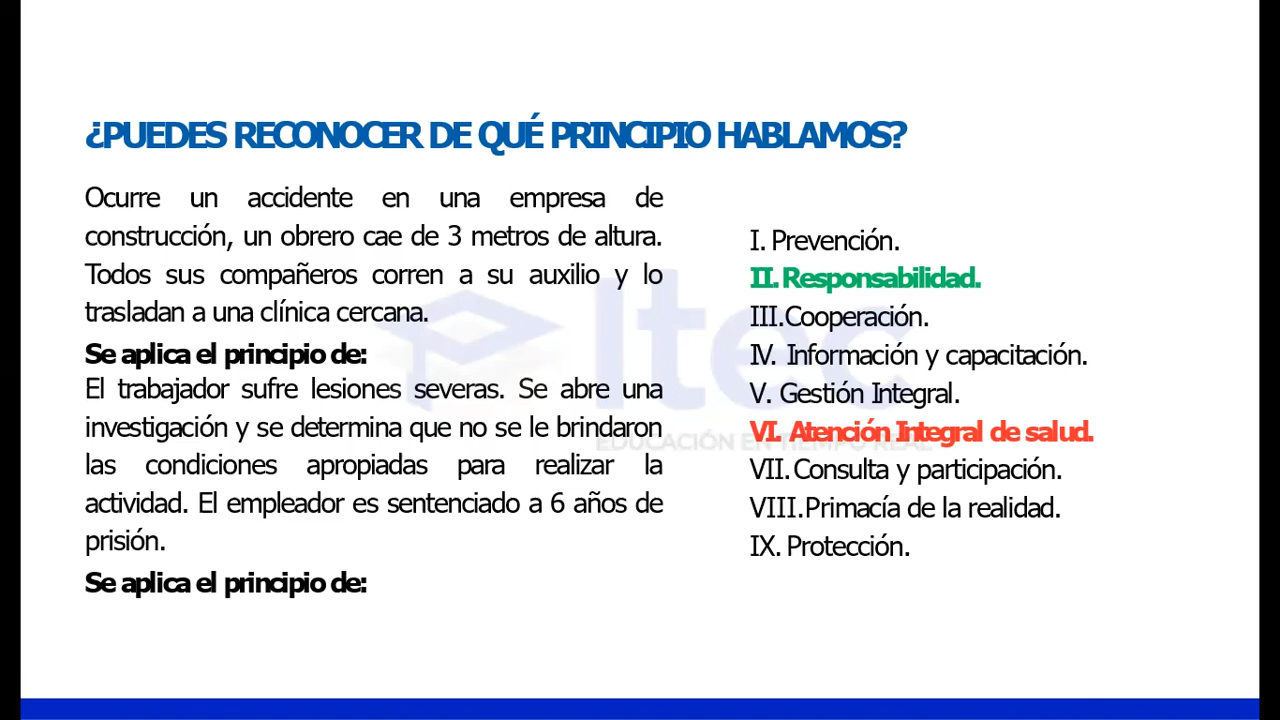 ¿PUEDES RECONOCER DE QUÉ PRINCIPIO HABLAMOS?
Ocurre un accidente en una empresa de
construcción, un obrero cae de 3 metros de altura.
Todos sus compañeros corren a su auxilio y lo
trasladan a una clínica cercana.
Se aplica el principio de:
El trabajador sufre lesiones severas. Se abre una
investigación y se determina que no se le brindaron
las condiciones apropiadas para realizar la
actividad. El empleador es sentenciado a 6 años de
prisión.
Se aplica el principio de:
I. Prevención.
II. Responsabilidad.
III.Cooperación.
IV. Información y capacitación.
V. Gestión Integral.
VI. Atención Integral de salud.
VII. Consulta y participación.
VIII.Primacía de la realidad.
IX. Protección.
Itec
EDUCACIÓN EN TIEMPO REAL